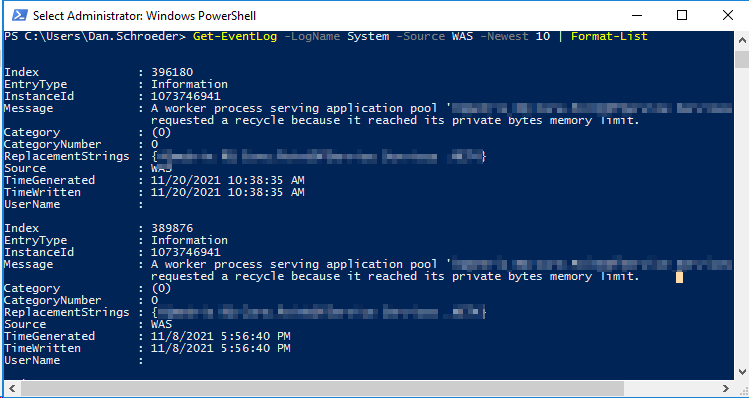 Select Administrator: Windows PowerShell
PS C:\Users\Dan.Schroeder> Get-EventLog -LogName System -Source WAS -Newest 10 | Format-List
Index : 396180
EntryType : Information
InstanceId : 1073746941
Message : A worker process serving application pool '
requested a recycle because it reached its private bytes memory limit.
Category : (0)
CategoryNumber : 0
ReplacementStrings : { }
Source : WAS
TimeGenerated : 11/20/2021 10:38:35 AM
TimeWritten : 11/20/2021 10:38:35 AM
UserName :
Index : 389876
EntryType : Information
InstanceId : 1073746941
Message : A worker process serving application pool '
requested a recycle because it reached its private bytes memory limit.
Category : (0)
CategoryNumber : 0
ReplacementStrings : { }
Source : WAS
TimeGenerated : 11/8/2021 5:56:40 PM
TimeWritten : 11/8/2021 5:56:40 PM
UserName :